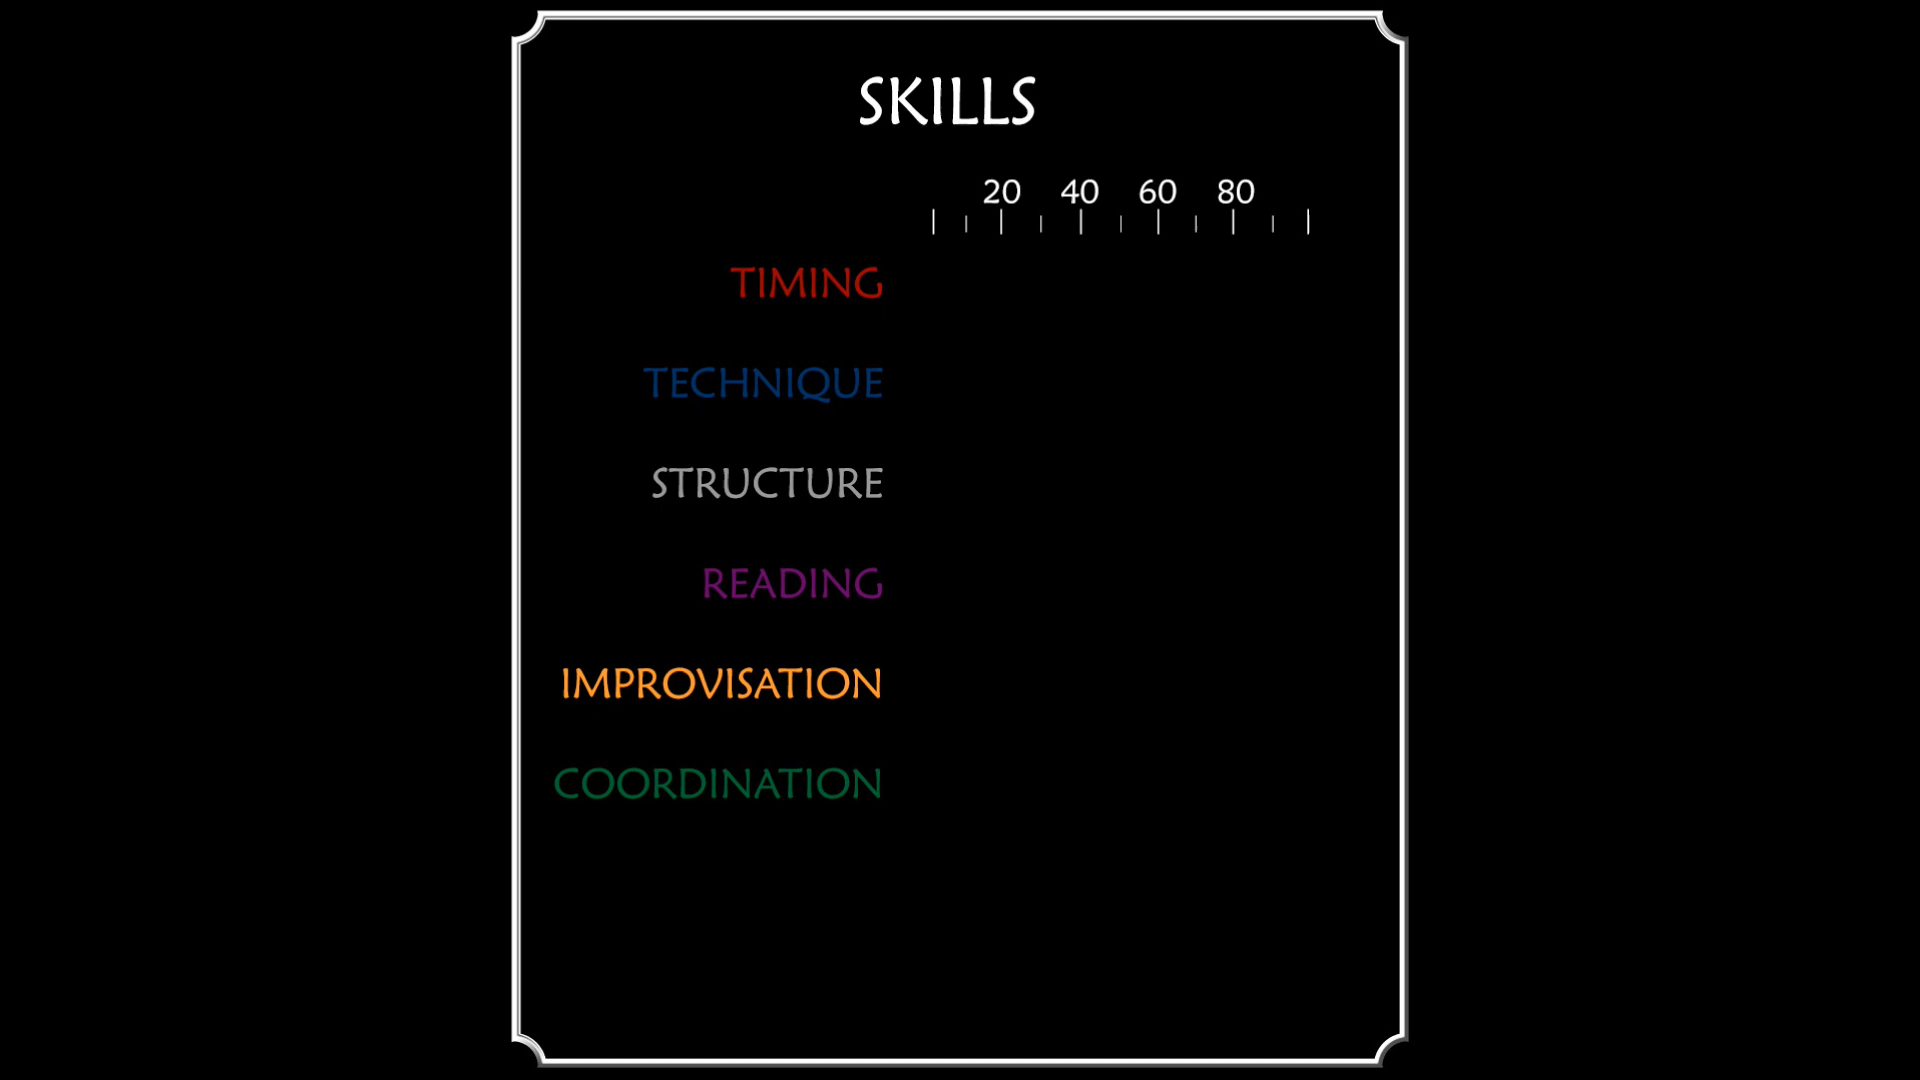 SKILLS
20 40 60 80
TIMING
TECHNIQUE
STRUCTURE
READING
IMPROVISATION
COORDINATION